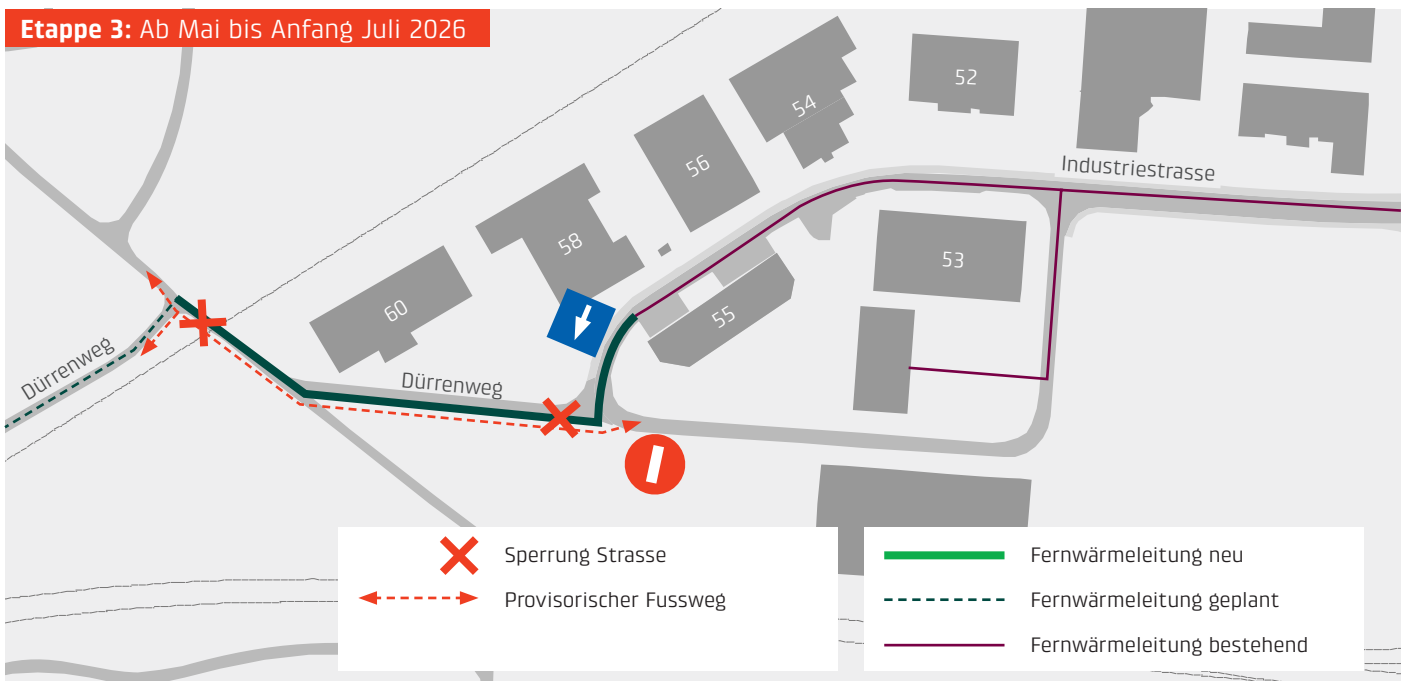 Etappe 3: Ab Mai bis Anfang Juli 2026
52
54
56
Industriestrasse
58
53
60
55
Dürrenweg
Dürrenweg
Sperrung Strasse
Provisorischer Fussweg
Fernwärmeleitung neu
Fernwärmeleitung geplant
Fernwärmeleitung bestehend